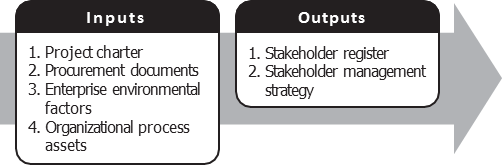 Inputs
1. Project charter
2. Procurement documents
3. Enterprise environmental
factors
4. Organizational process
assets
Outputs
1. Stakeholder register
2. Stakeholder management
strategy